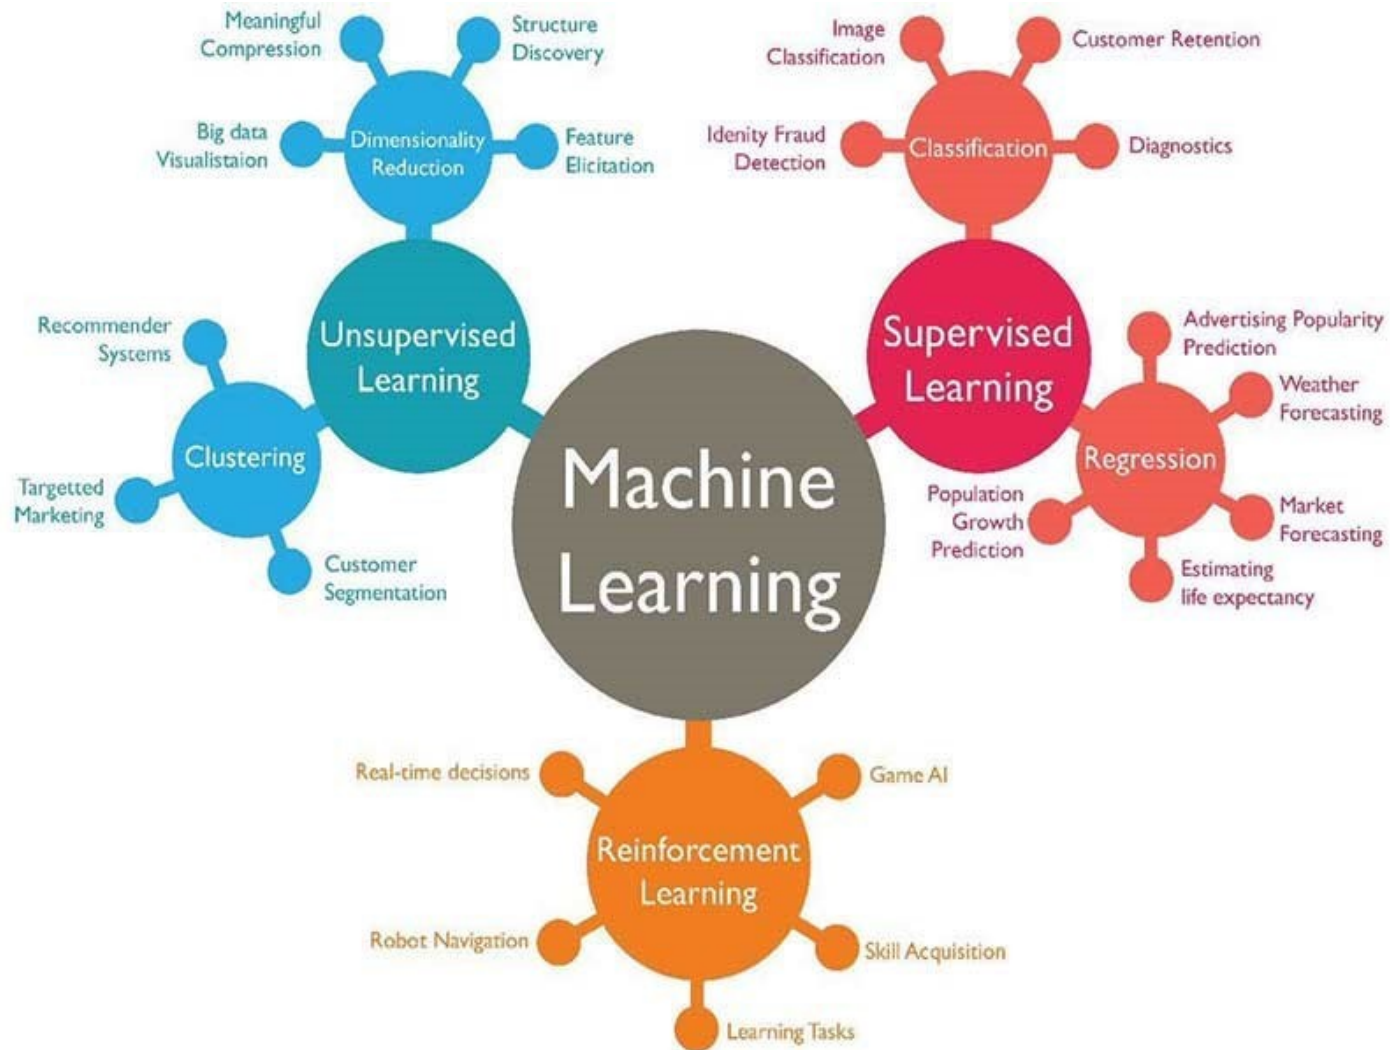 Meaningful
Compression
Structure
Discovery
Big data
Visualistaion
Dimensionality
Reduction
Feature
Elicitation
Image
Classification
Customer Retention
Idenity Fraud
Detection
Classification
Diagnostics
Unsupervised
Learning
Recommender
Systems
Clustering
Targetted
Marketing
Customer
Segmentation
Supervised
Learning
Advertising Popularity
Prediction
Weather
Forecasting
Regression
Population
Growth
Prediction
Market
Forecasting
Estimating
life expectancy
Machine
Learning
Real-time decisions
Game AI
Reinforcement
Learning
Robot Navigation
Skill Acquisition
Learning Tasks